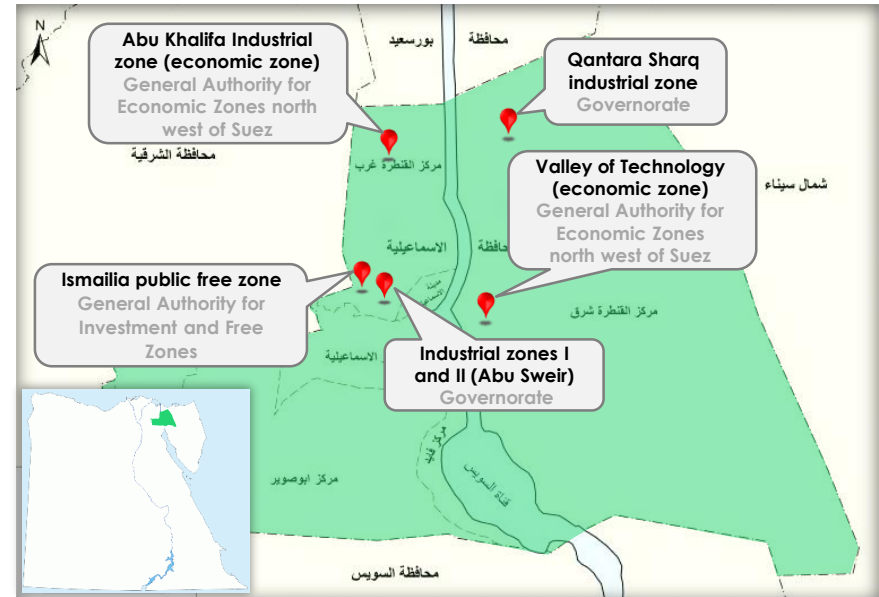 N
محافظة بورسعيد
Abu Khalifa Industrial
zone (economic zone)
General Authority for
Economic Zones north
west of Suez
Qantara Sharq
industrial zone
Governorate
محافظة الشرقية
مركز القنطرة غرب
Valley of Technology
(economic zone)
General Authority for
Economic Zones
north west of Suez
شمال سيناء
محافظة
الاسماعيلية
Ismailia public free zone
General Authority for
Investment and Free
Zones
مدينة
مركز القنطرة شرق
الاسماعيلية
Industrial zones I
and II (Abu Sweir)
Governorate
مركز فايد
مركز ابوصوير
قناة السويس
محافظة السويس